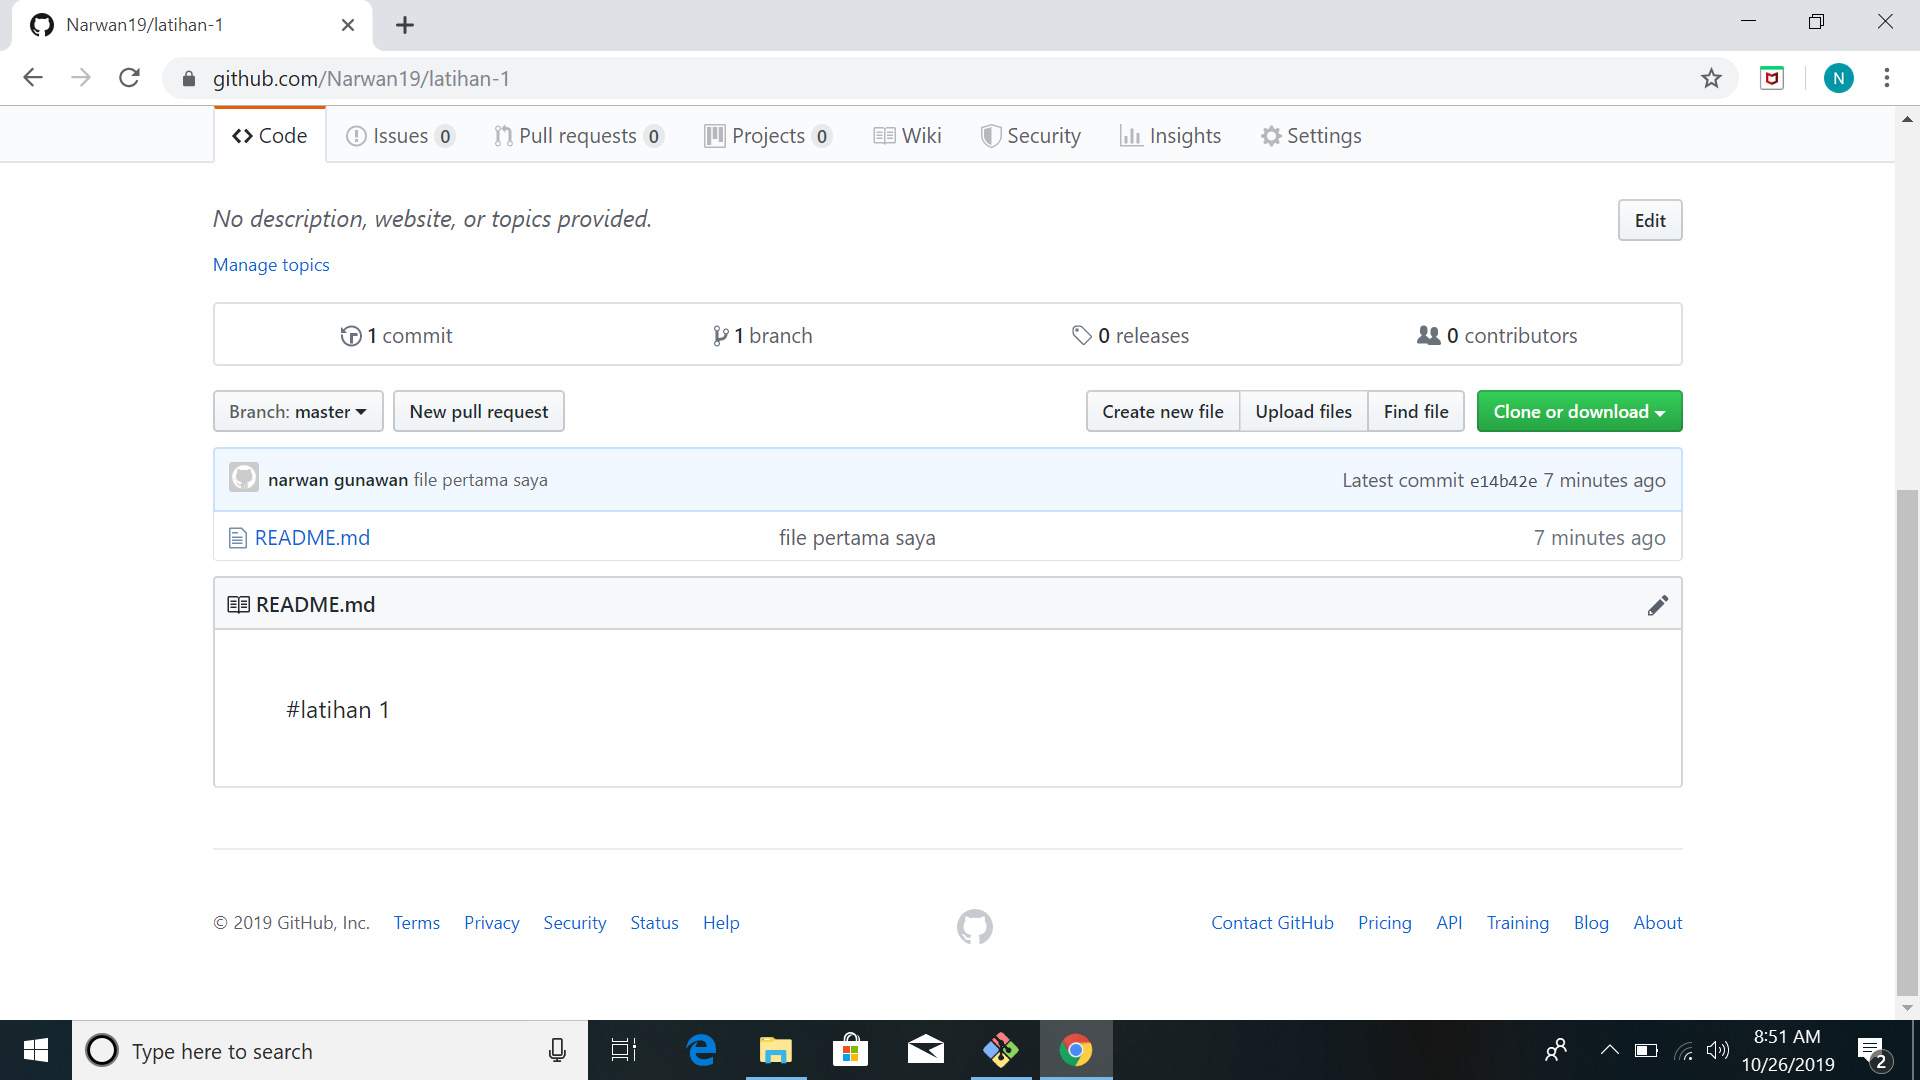 Narwan19/latihan-1
github.com/Narwan19/latihan-1
N
Code Issues 0 Pull requests 0 Projects 0 Wiki Security Insights Settings
No description, website, or topics provided. Edit
Manage topics
1 commit 1 branch 0 releases 0 contributors
Branch: master New pull request Create new file Upload files Find file Clone or download
narwan gunawan file pertama saya Latest commit e14b42e 7 minutes ago
README.md file pertama saya 7 minutes ago
README.md
#latihan 1
© 2019 GitHub, Inc. Terms Privacy Security Status Help Contact GitHub Pricing API Training Blog About
Type here to search
8:51 AM
10/26/2019
2